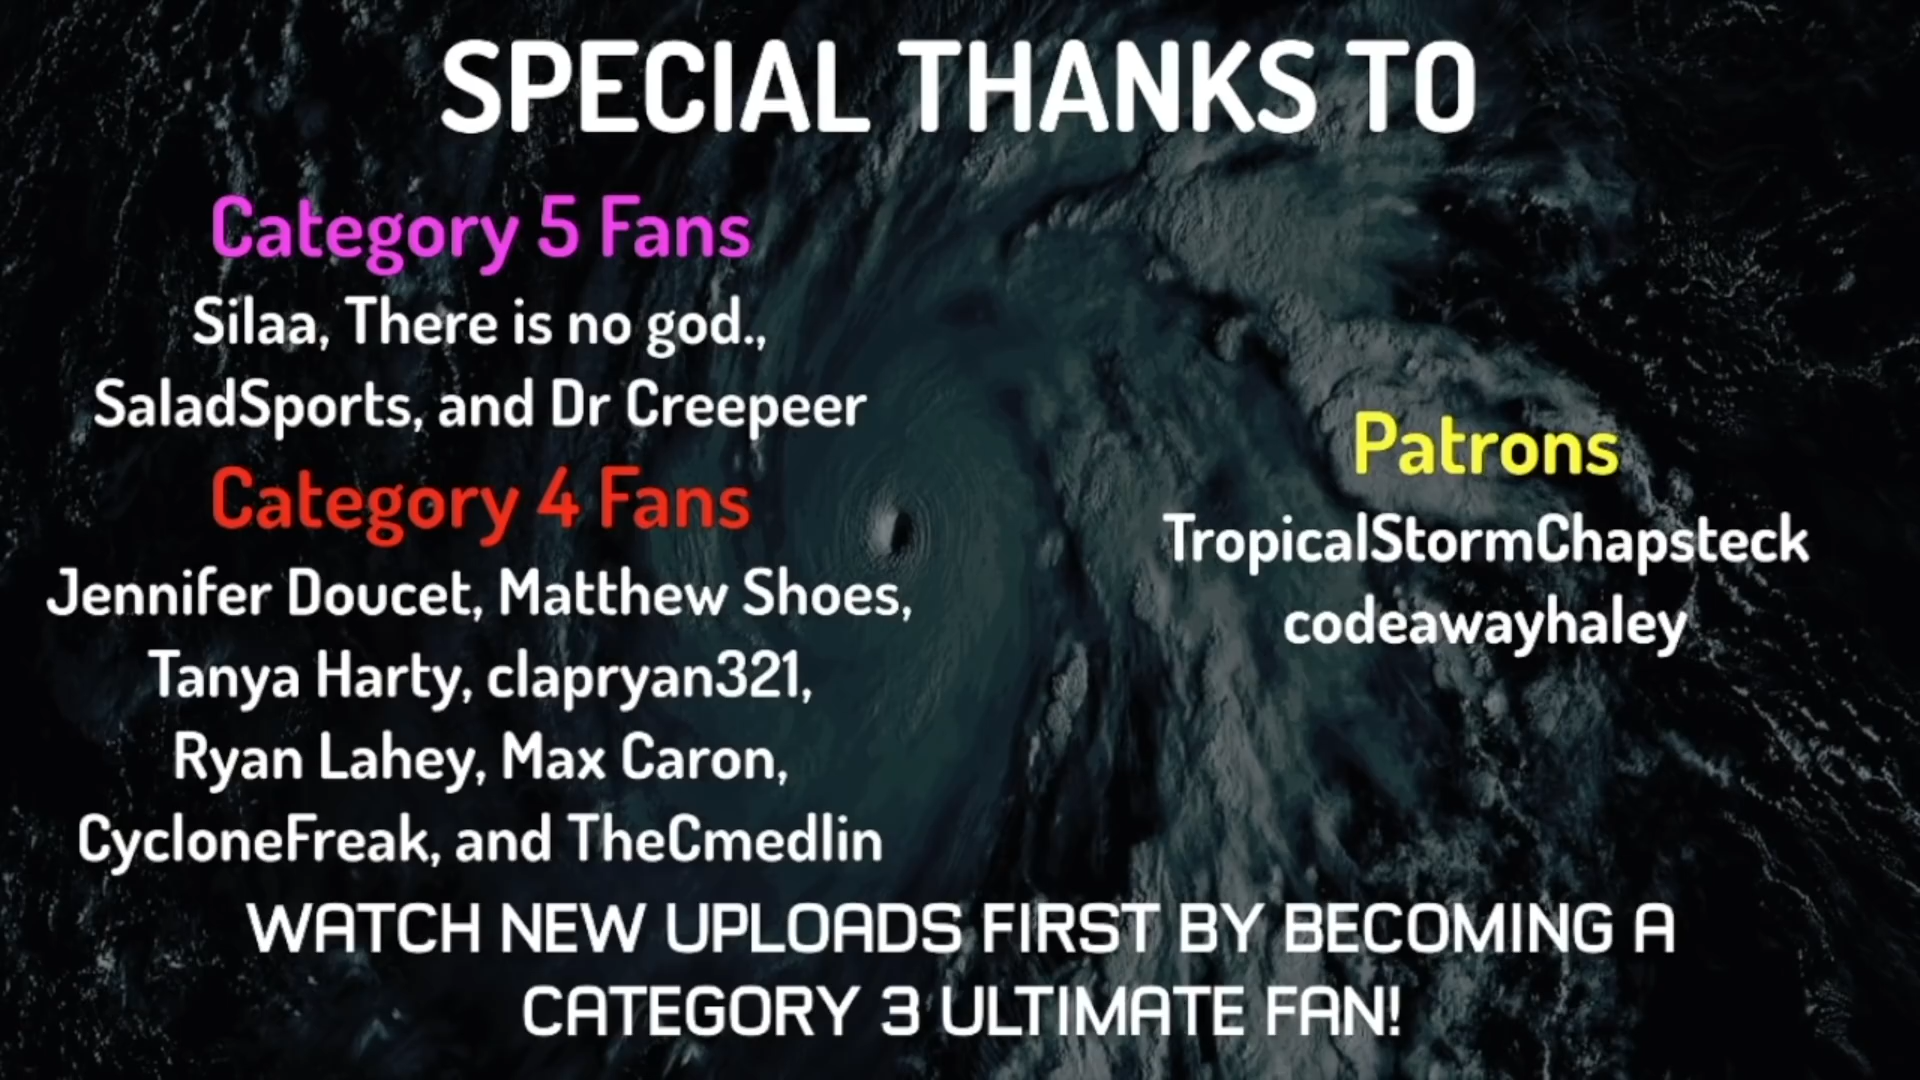 SPECIAL THANKS TO
Category 5 Fans
Silaa, There is no god.,
SaladSports, and Dr Creepeer
Category 4 Fans
Jennifer Doucet, Matthew Shoes,
Tanya Harty, clapryan321,
Ryan Lahey, Max Caron,
CycloneFreak, and TheCmedlin
Patrons
TropicalStormChapsteck
codeawayhaley
WATCH NEW UPLOADS FIRST BY BECOMING A
CATEGORY 3 ULTIMATE FAN!